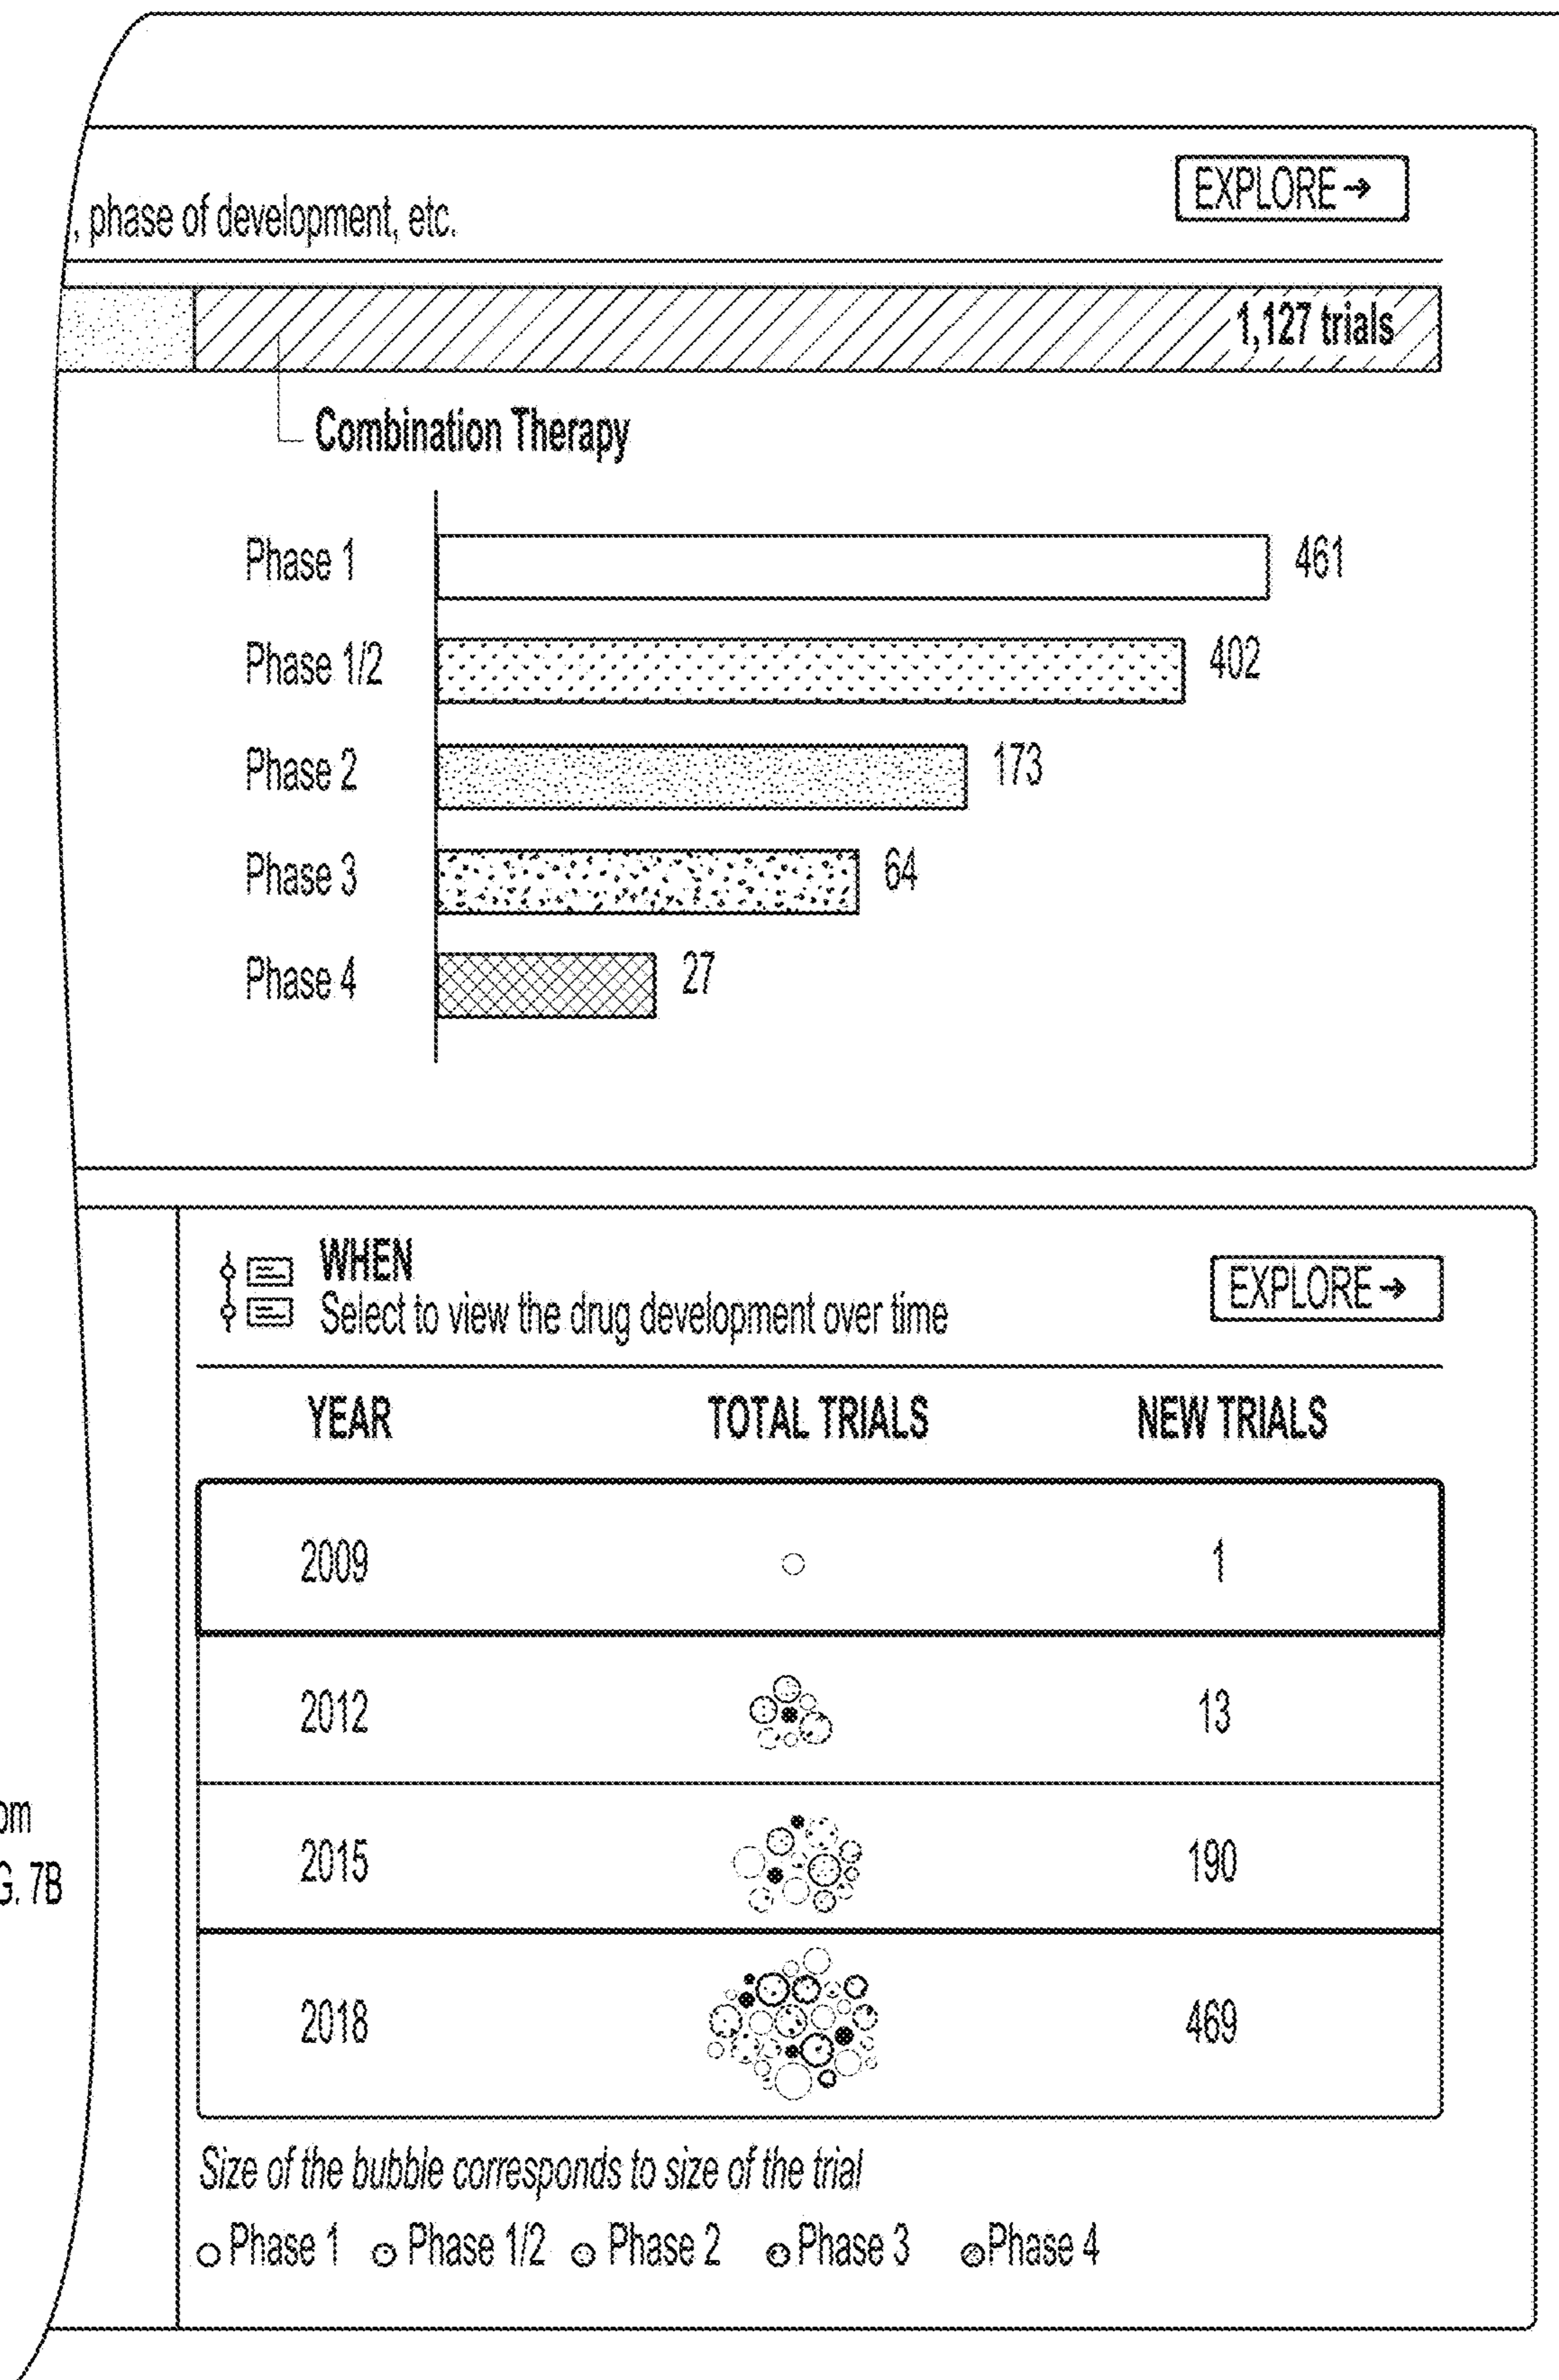 , phase of development, etc.
EXPLORE→
1,127 trials
Combination Therapy
Phase 1 461
Phase 1/2 402
Phase 2 173
Phase 3 64
Phase 4 27
WHEN
Select to view the drug development over time
EXPLORE→
YEAR TOTAL TRIALS NEW TRIALS
2009 1
2012 13
2015 190
2018 469
om
G. 7B
Size of the bubble corresponds to size of the trial
Phase 1 Phase 1/2 Phase 2 Phase 3 Phase 4